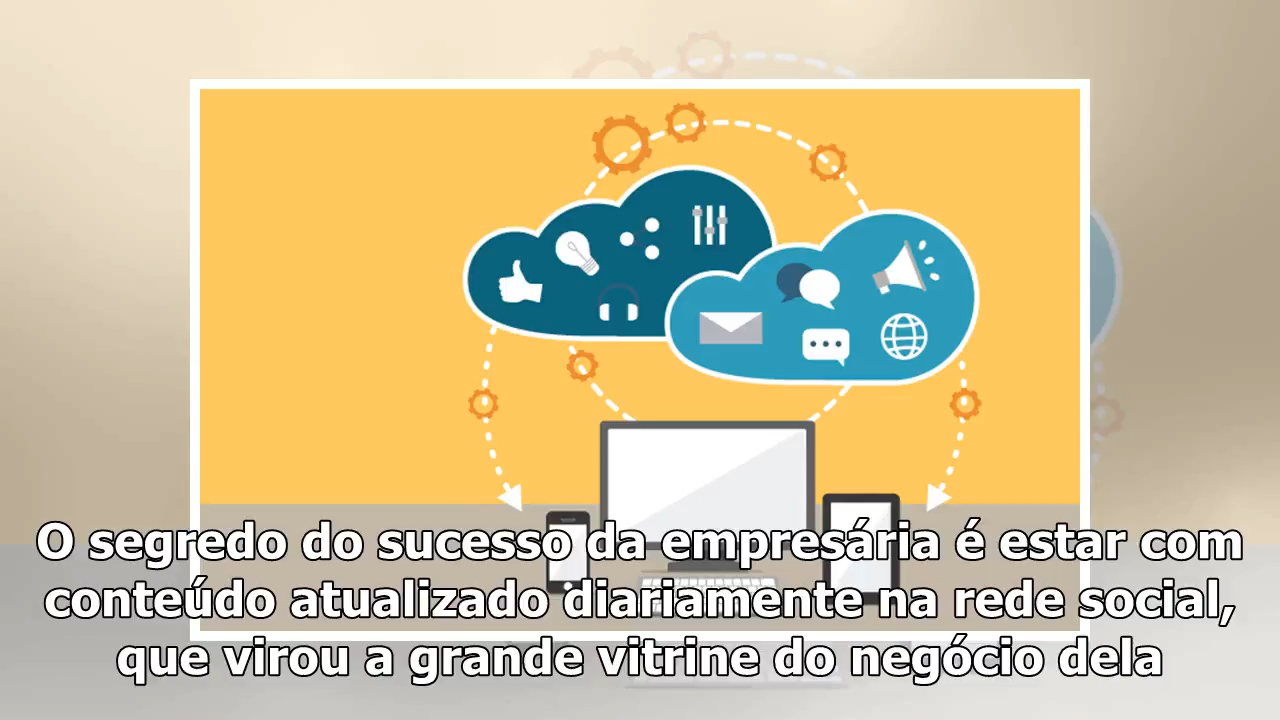 O segredo do sucesso da empresária é estar com
conteúdo atualizado diariamente na rede social,
que virou a grande vitrine do negócio dela